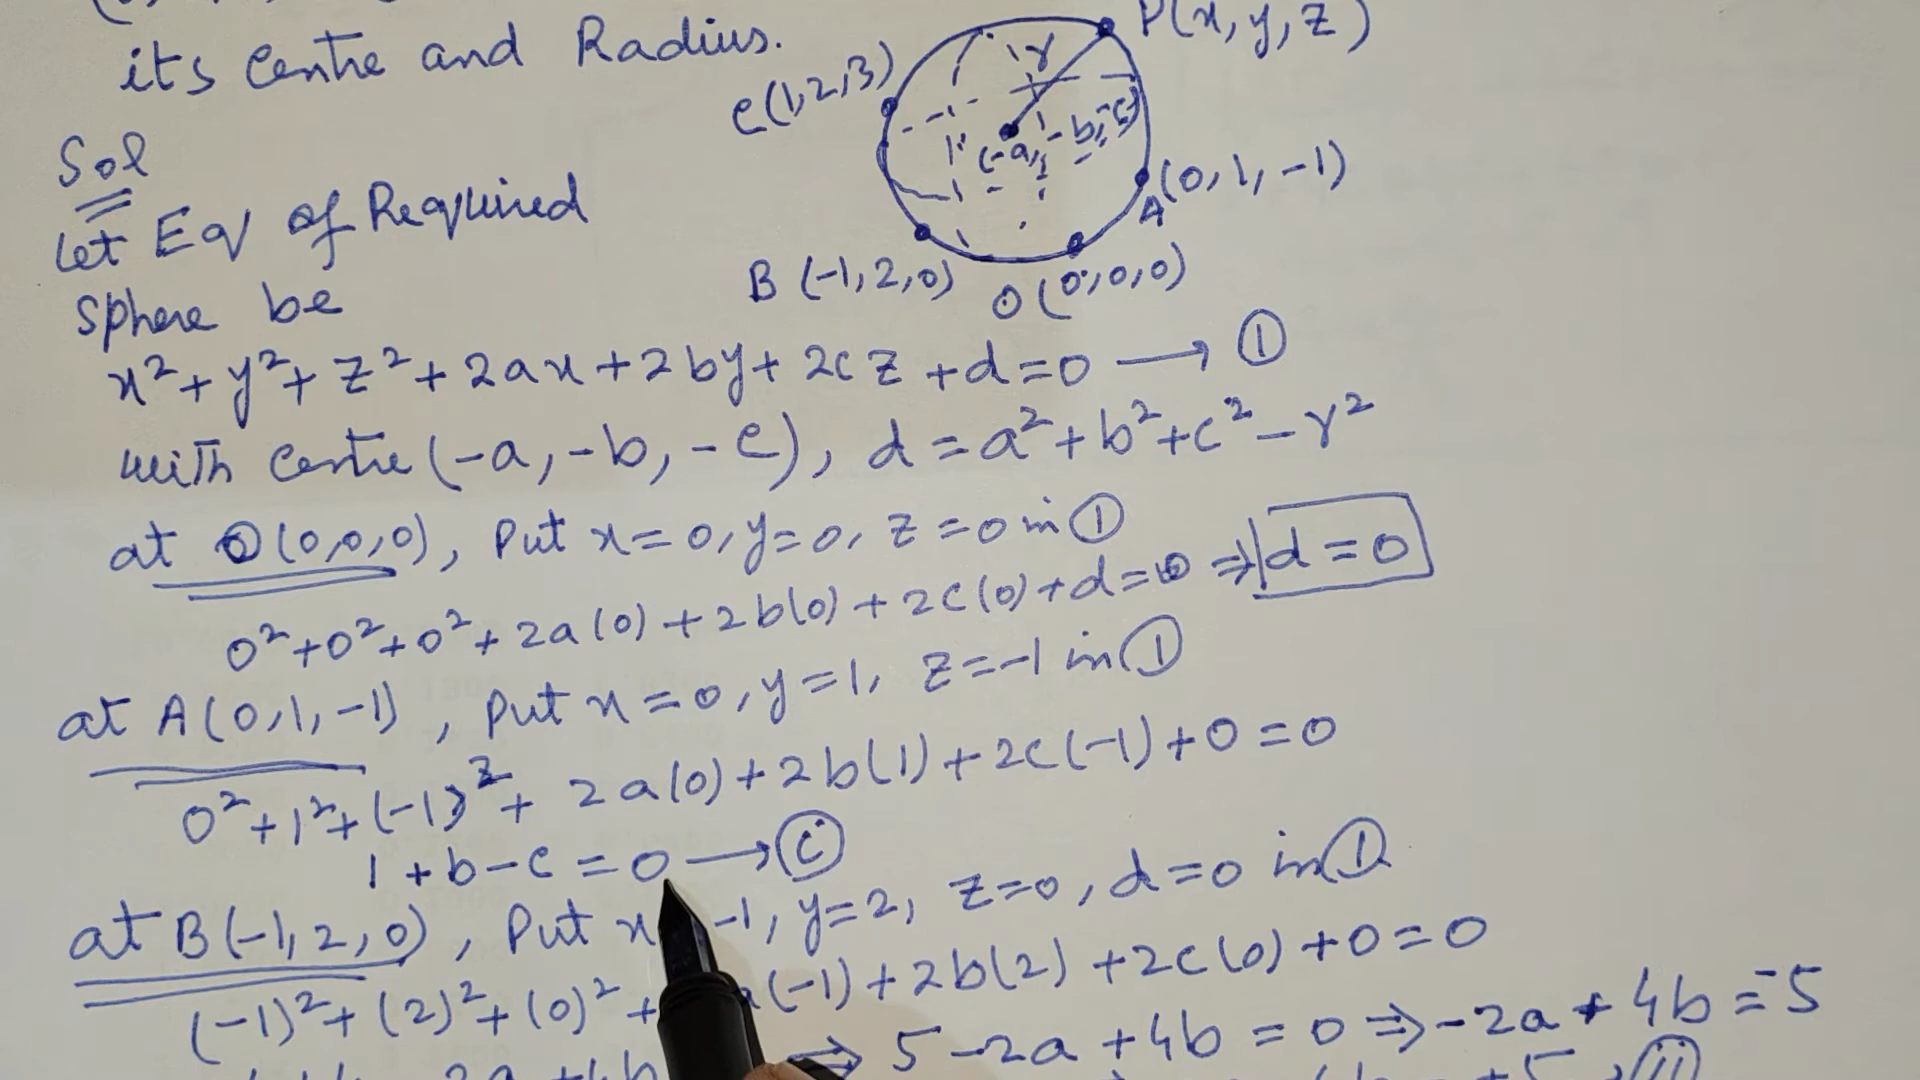 its Centre and Radius.
P(x, y, z)
r
C(1,2,3)
(-a, -b, -c)
A(0, 1, -1)
B (-1, 2, 0)
O(0, 0, 0)
Sol
Let Eq of Required
Sphere be
x² + y² + z² + 2ax + 2by + 2cz + d = 0 → ①
with Centre (-a, -b, -c), d = a² + b² + c² - r²
at O(0,0,0), Put x = 0, y = 0, z = 0 in ①
0² + 0² + 0² + 2a(0) + 2b(0) + 2c(0) + d = 0 ⇒ d = 0
at A(0, 1, -1), Put x = 0, y = 1, z = -1 in ①
0² + 1² + (-1)² + 2a(0) + 2b(1) + 2c(-1) + 0 = 0
1 + b - c = 0 → (i)
at B(-1, 2, 0), Put x -1, y = 2, z = 0, d = 0 in ①
(-1)² + (2)² + (0)² + a(-1) + 2b(2) + 2c(0) + 0 = 0
⇒ 5 - 2a + 4b = 0 ⇒ -2a + 4b = -5
(ii)